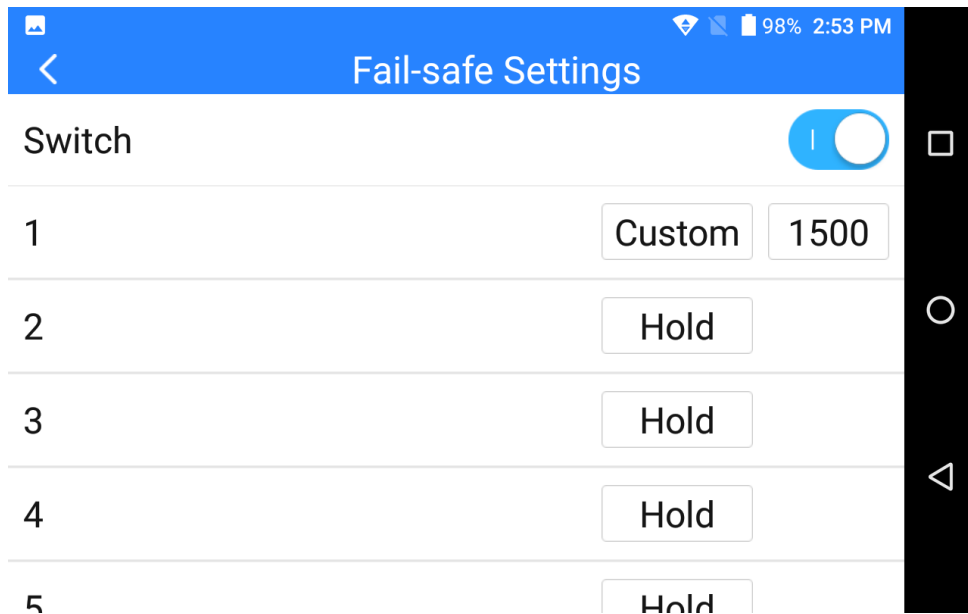 98% 2:53 PM
Fail-safe Settings
Switch
1 Custom 1500
2 Hold
3 Hold
4 Hold
5 Hold